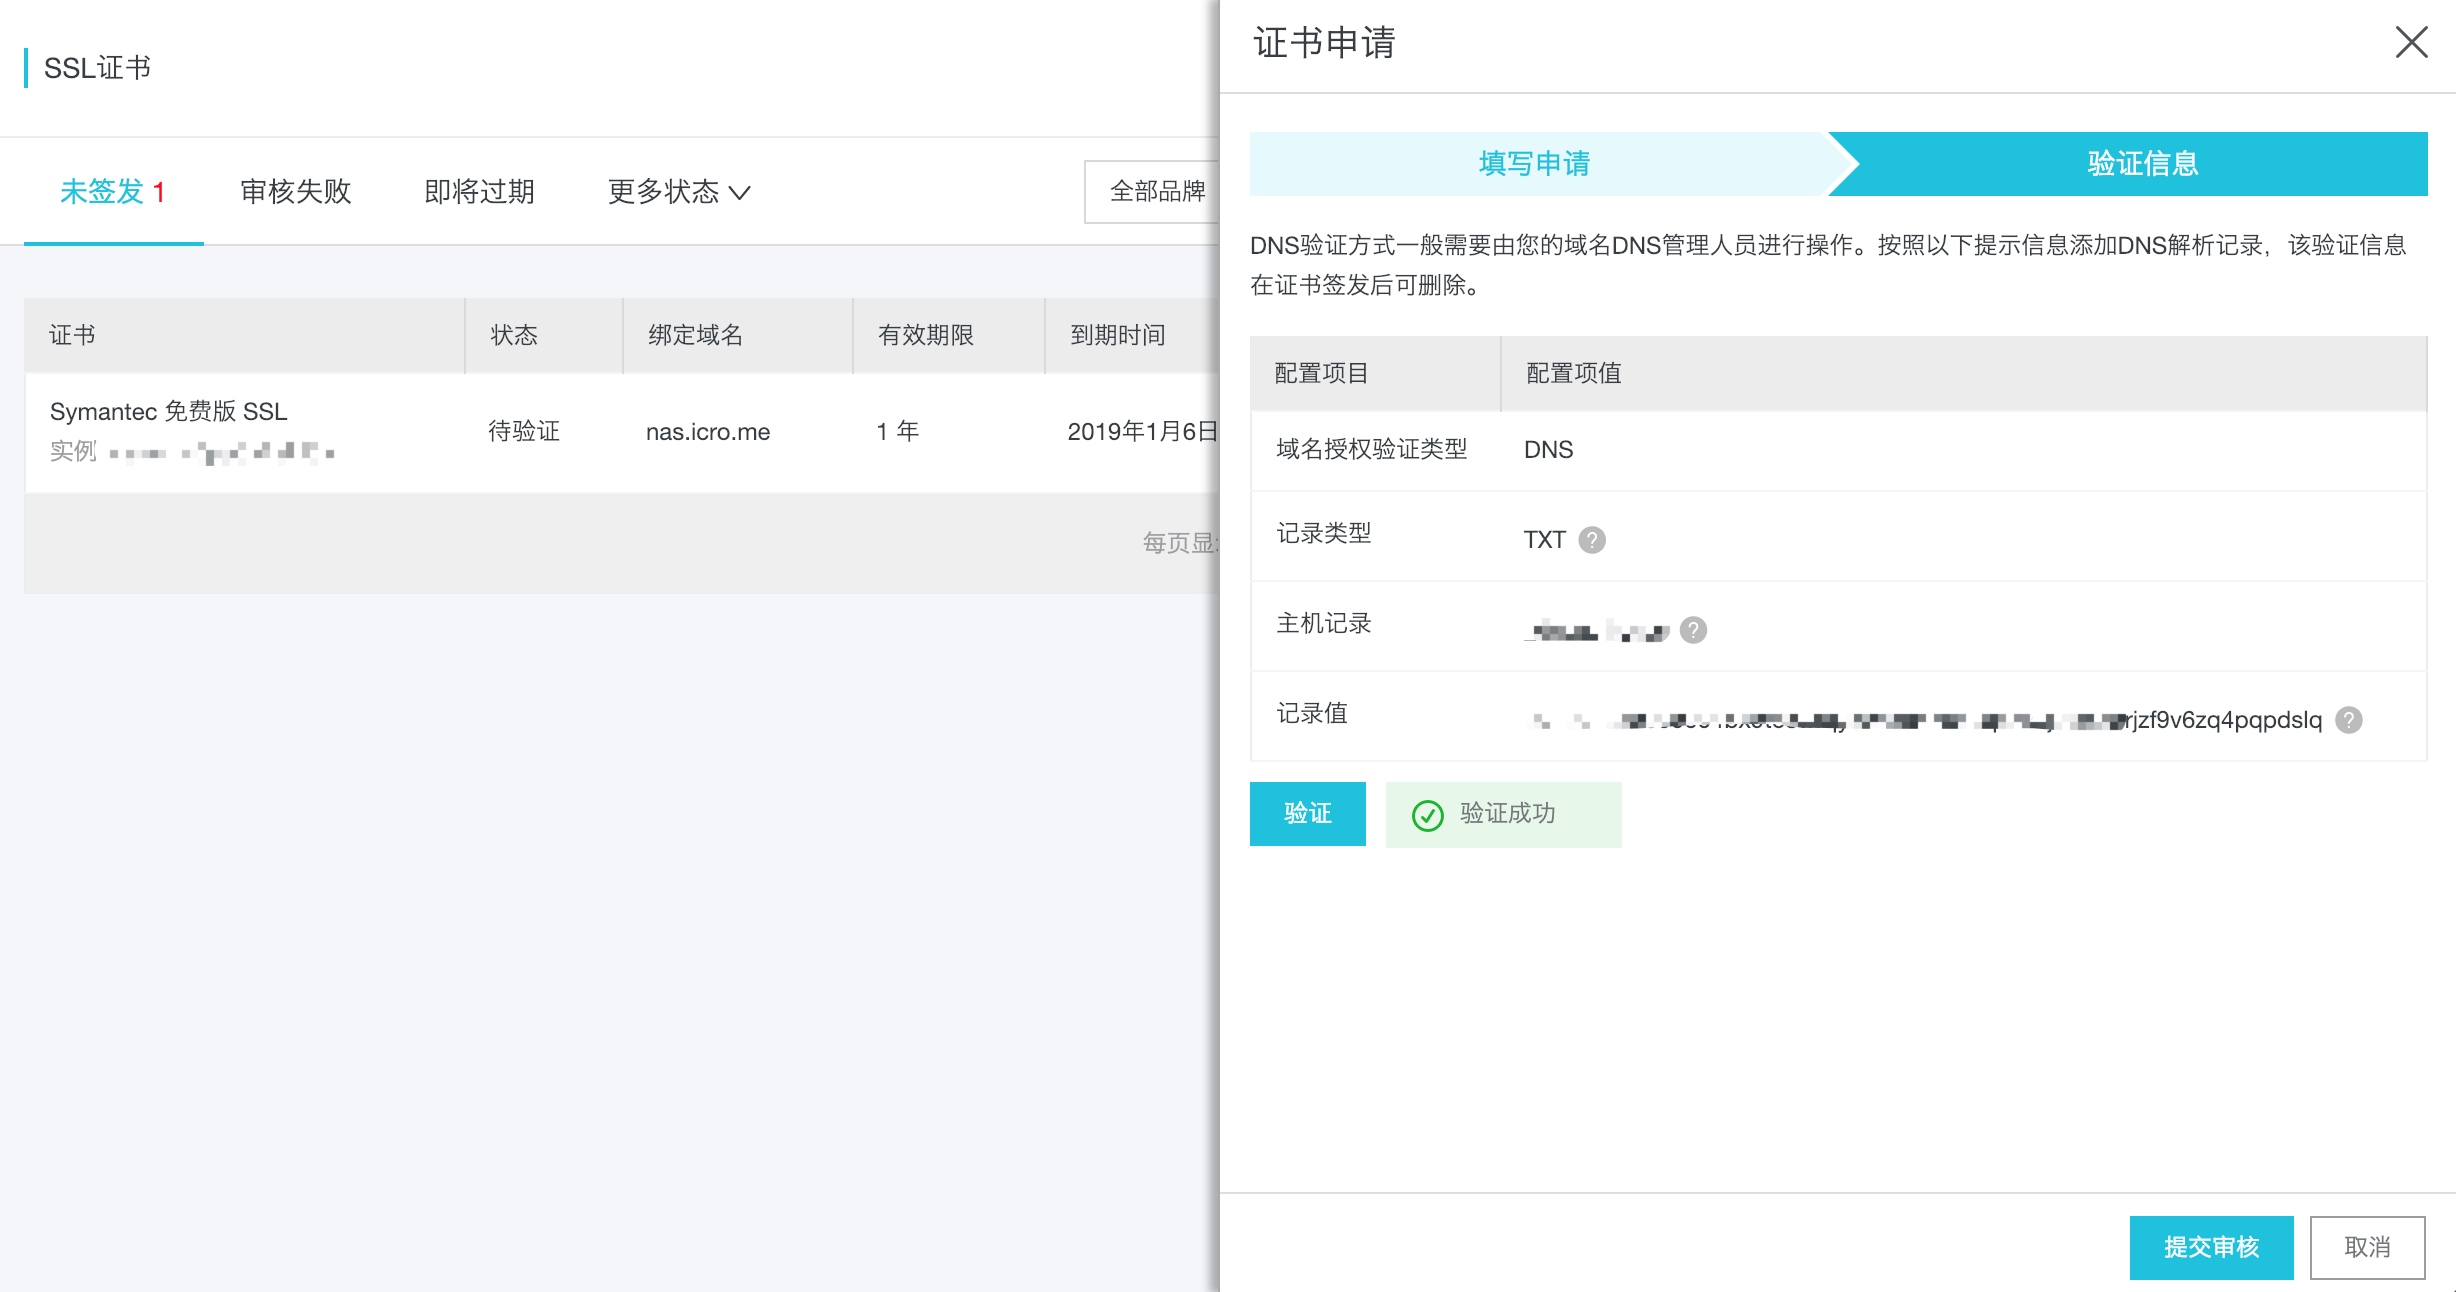 SSL证书
未签发 1
审核失败
即将过期
更多状态
全部品牌
证书
状态
绑定域名
有效期限
到期时间
Symantec 免费版 SSL
实例
待验证
nas.icro.me
1 年
2019年1月6日
每页显
证书申请
填写申请
验证信息
DNS验证方式一般需要由您的域名DNS管理人员进行操作。按照以下提示信息添加DNS解析记录，该验证信息
在证书签发后可删除。
配置项目
配置项值
域名授权验证类型
DNS
记录类型
TXT ?
主机记录
?
记录值
rjzf9v6zq4pqpdslq ?
验证
验证成功
提交审核
取消